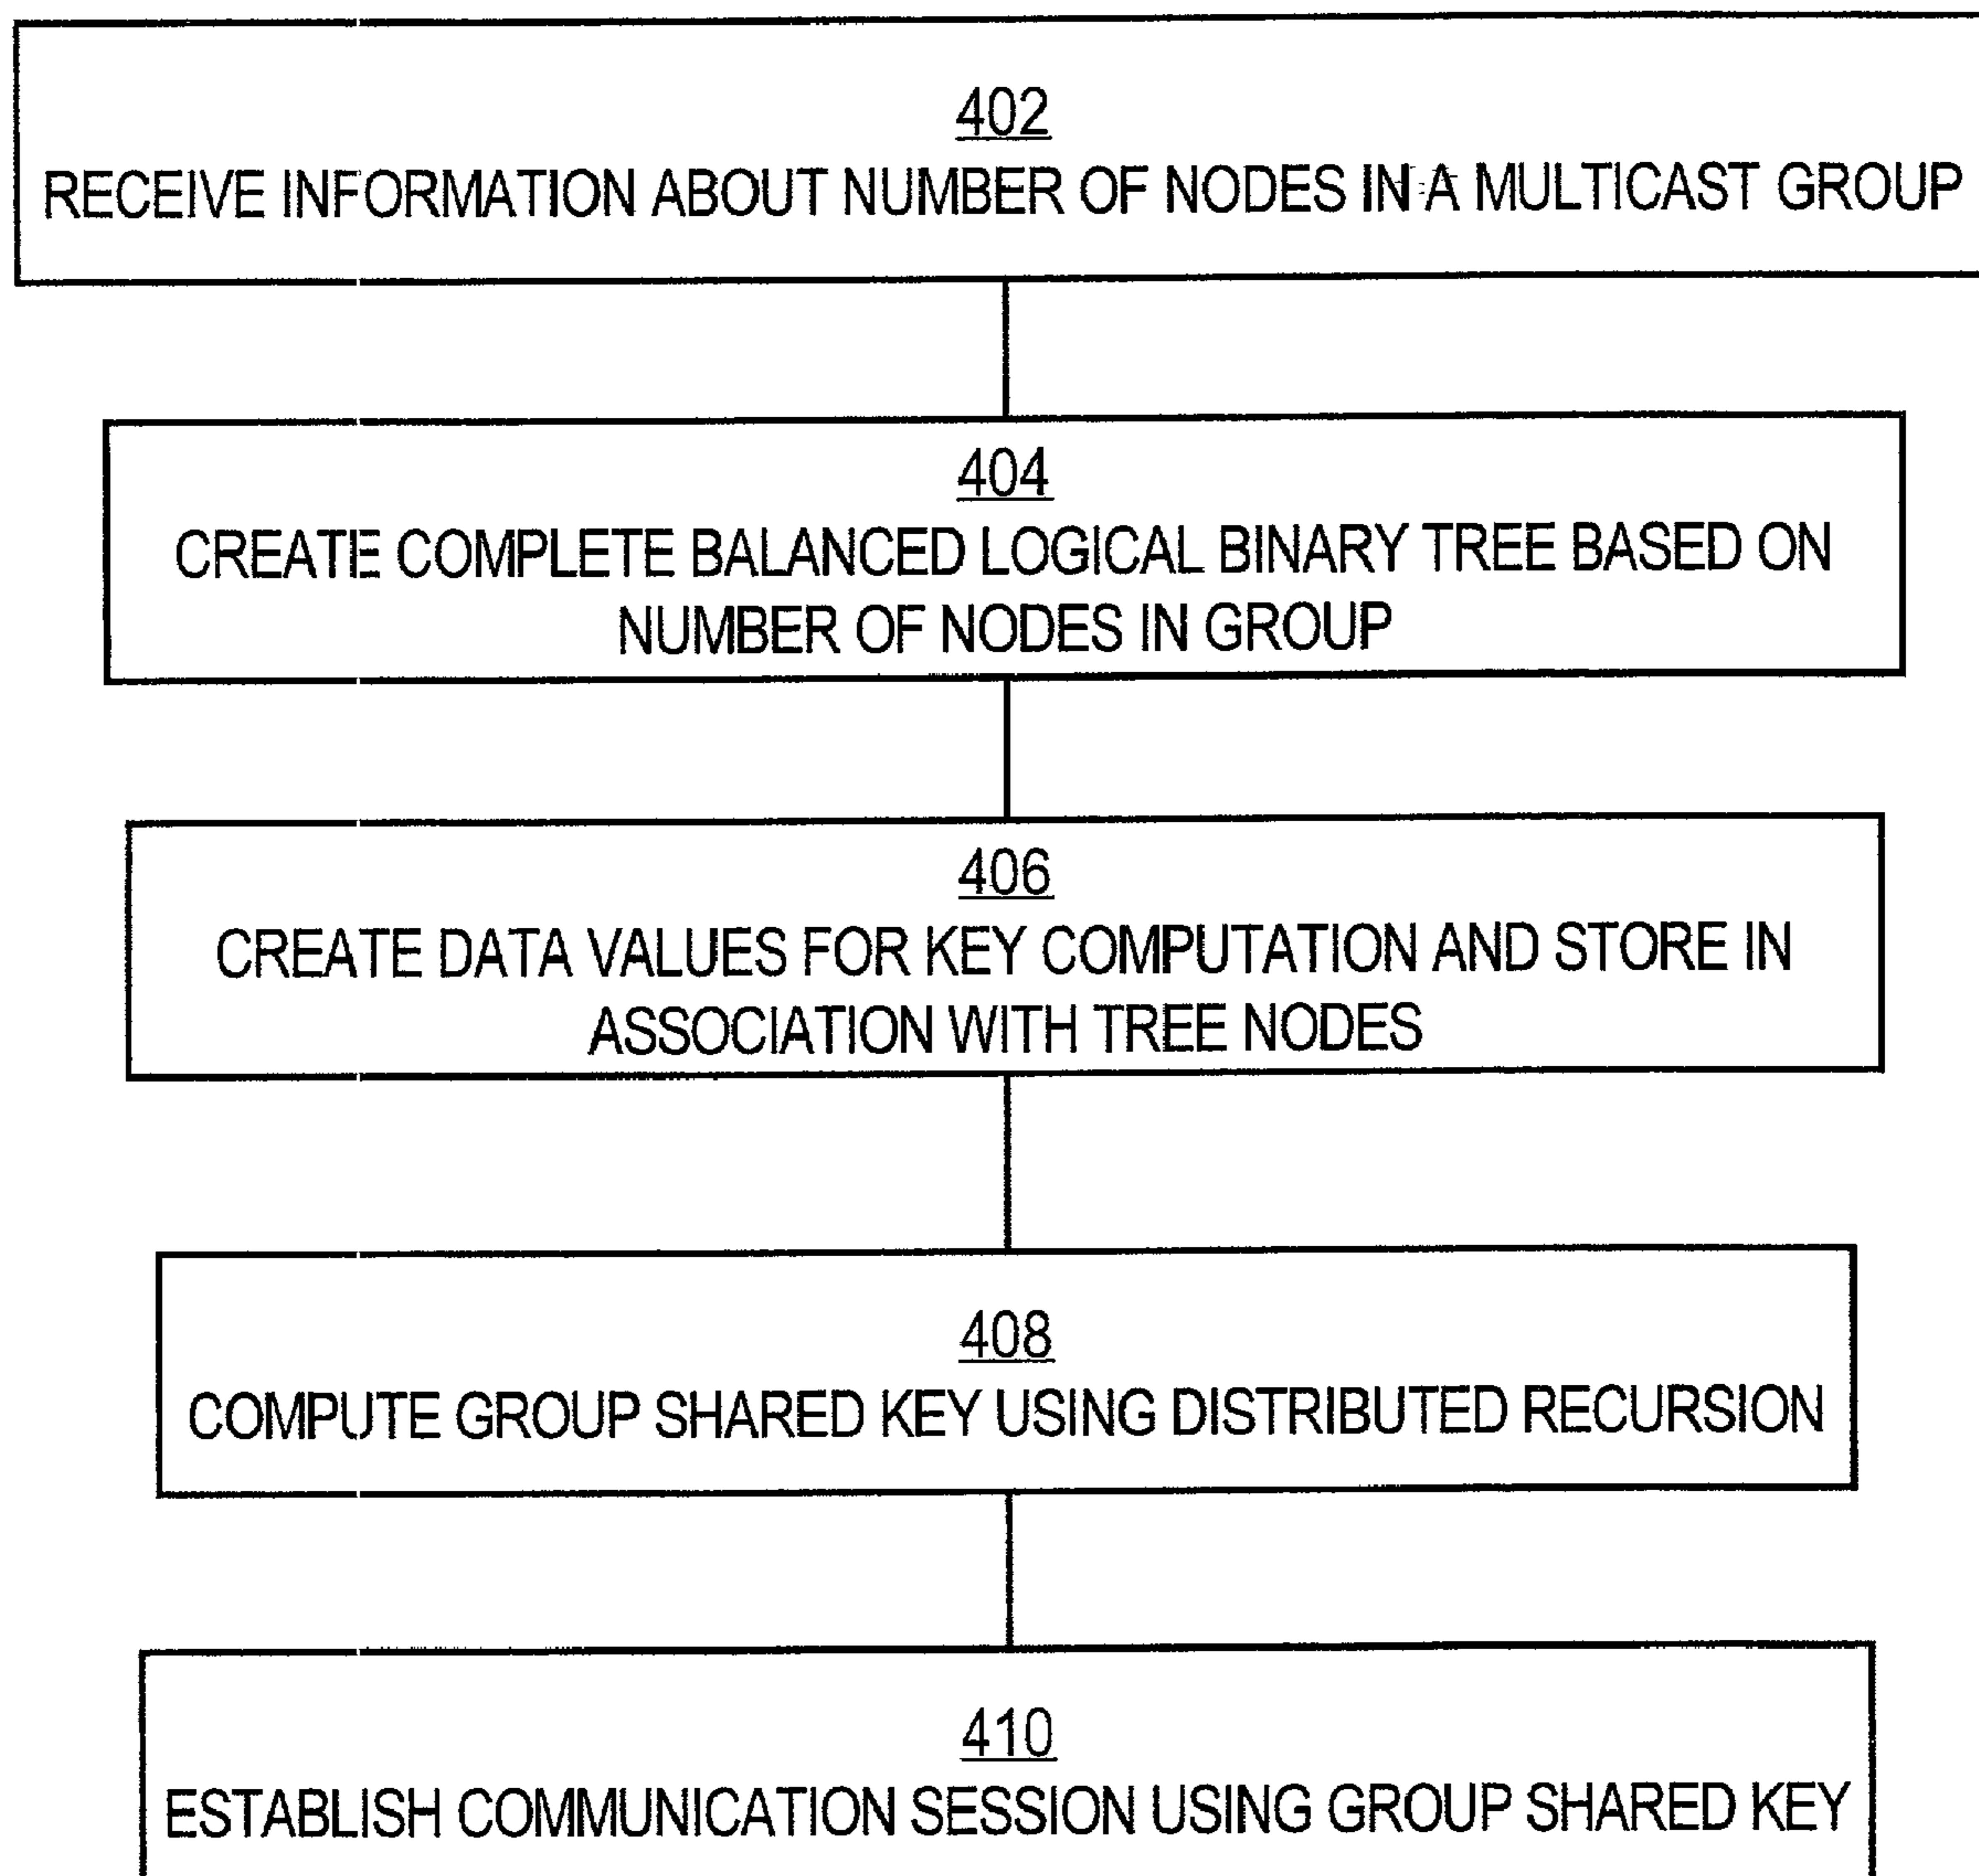 402
RECEIVE INFORMATION ABOUT NUMBER OF NODES IN A MULTICAST GROUP
404
CREATE COMPLETE BALANCED LOGICAL BINARY TREE BASED ON
NUMBER OF NODES IN GROUP
406
CREATE DATA VALUES FOR KEY COMPUTATION AND STORE IN
ASSOCIATION WITH TREE NODES
408
COMPUTE GROUP SHARED KEY USING DISTRIBUTED RECURSION
410
ESTABLISH COMMUNICATION SESSION USING GROUP SHARED KEY